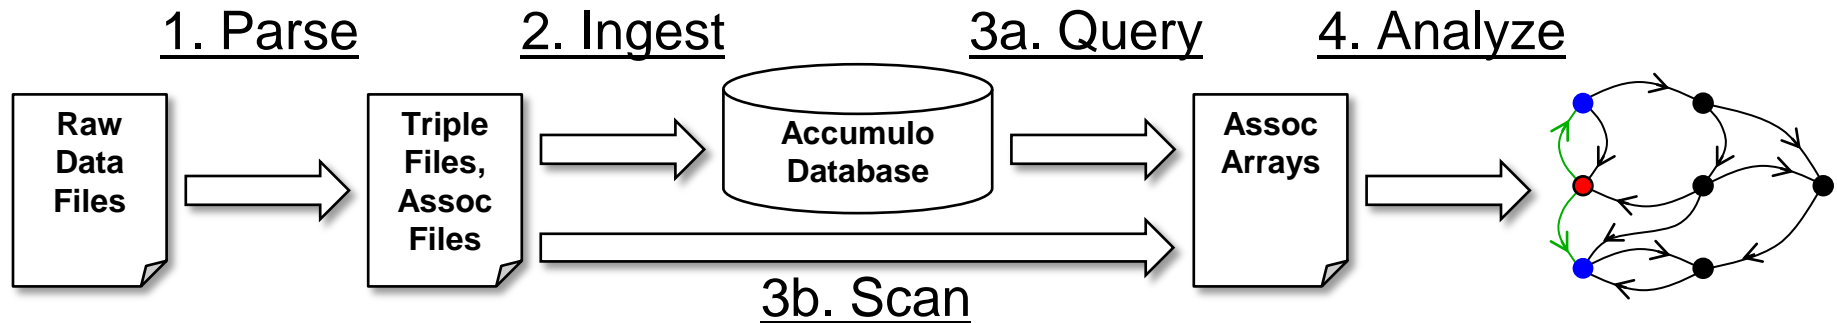 1. Parse
2. Ingest
3a. Query
4. Analyze
Raw
Data
Files
Triple
Files,
Assoc
Files
Accumulo
Database
Assoc
Arrays
3b. Scan